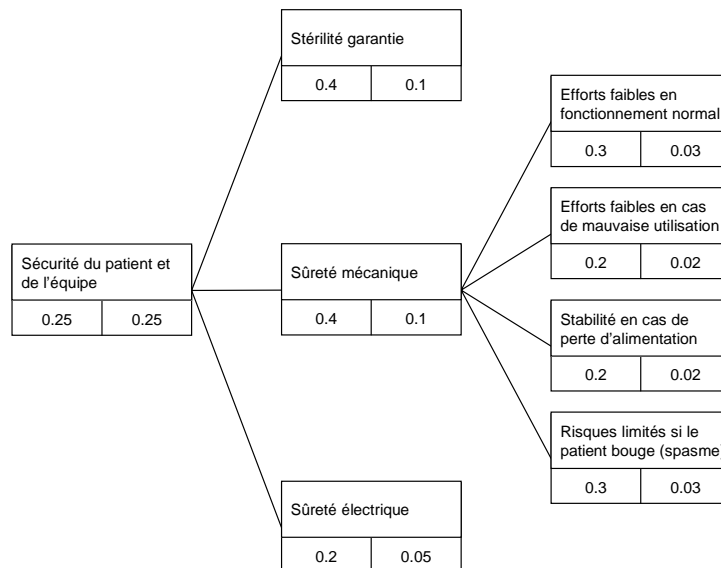 Stérilité garantie
0.4 0.1
Efforts faibles en
fonctionnement normal
0.3 0.03
Efforts faibles en cas
de mauvaise utilisation
0.2 0.02
Sécurité du patient et
de l'équipe
0.25 0.25
Sûreté mécanique
0.4 0.1
Stabilité en cas de
perte d'alimentation
0.2 0.02
Risques limités si le
patient bouge (spasme)
0.3 0.03
Sûreté électrique
0.2 0.05